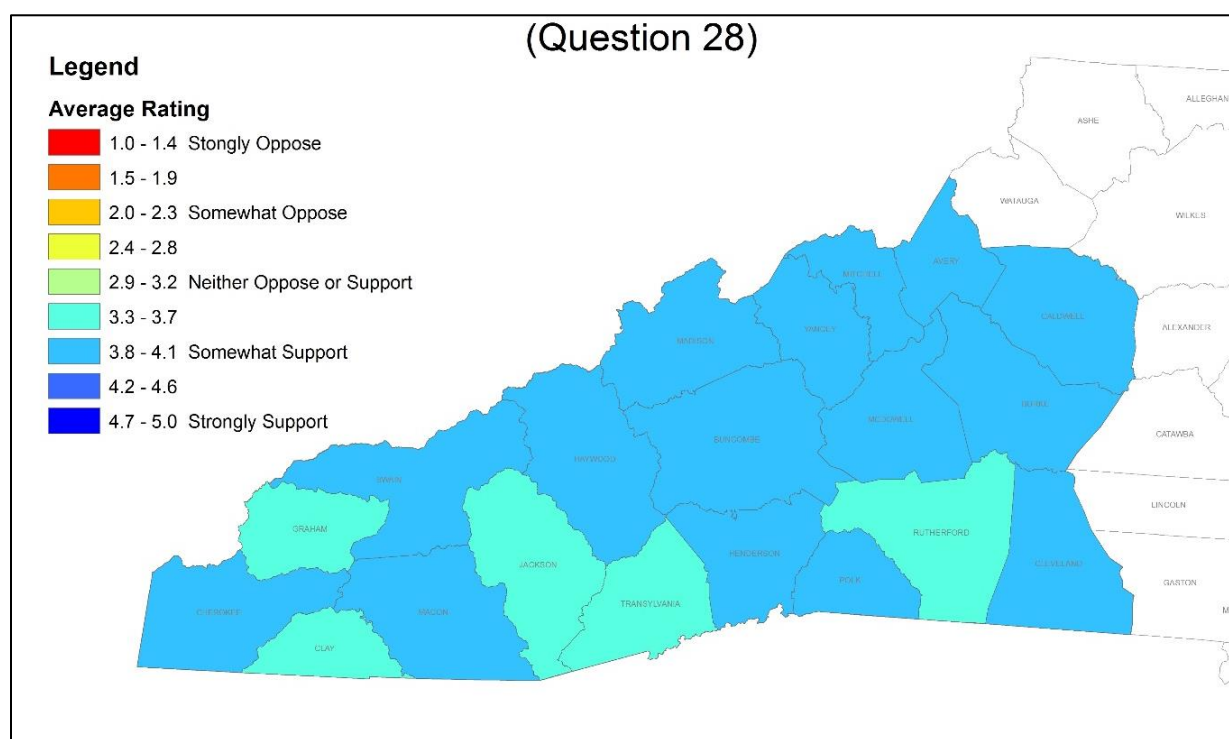 (Question 28)
Legend
Average Rating
1.0 - 1.4 Stongly Oppose
1.5 - 1.9
2.0 - 2.3 Somewhat Oppose
2.4 - 2.8
2.9 - 3.2 Neither Oppose or Support
3.3 - 3.7
3.8 - 4.1 Somewhat Support
4.2 - 4.6
4.7 - 5.0 Strongly Support
ALLEGHAN
ASHE
WATAUGA
WILKES
AVERY
MITCHELL
CALDWELL
YANCEY
ALEXANDER
MADISON
BURKE
MCDOWELL
BUNCOMBE
CATAWBA
HAYWOOD
SWAIN
LINCOLN
GRAHAM
RUTHERFORD
HENDERSON
CLEVELAND
JACKSON
POLK
GASTON
TRANSYLVANIA
CHEROKEE
MACON
M
CLAY